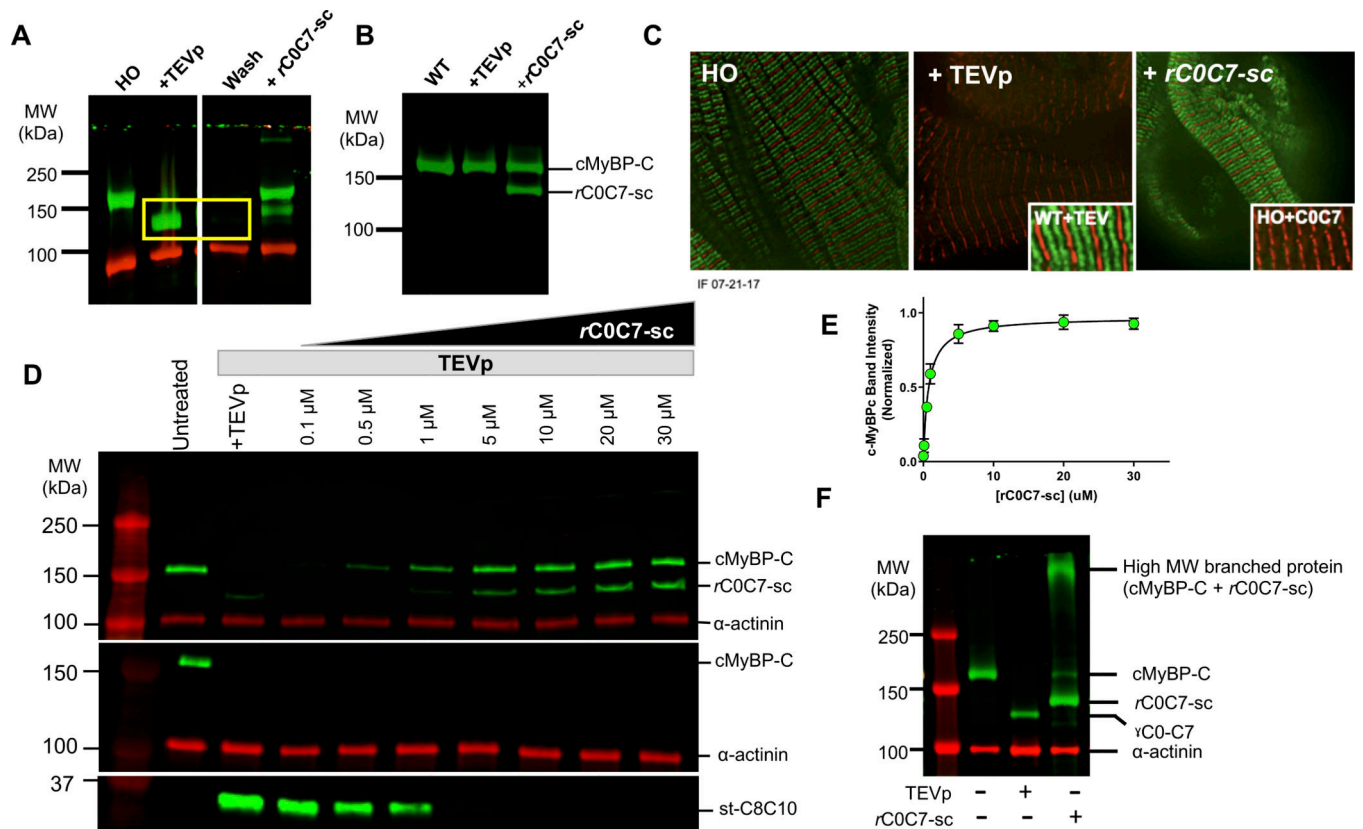 A
HO
+TEVp
Wash
+ rC0C7-sc
MW
(kDa)
250
150
100
B
WT
+TEVp
+rC0C7-sc
MW
(kDa)
150
100
cMyBP-C
rC0C7-sc
C
HO
+ TEVp
+ rC0C7-sc
WT+TEV
HO+C0C7
IF 07-21-17
rC0C7-sc
TEVp
D
Untreated
+TEVp
0.1 µM
0.5 µM
1 µM
5 µM
10 µM
20 µM
30 µM
MW
(kDa)
250
150
100
cMyBP-C
rC0C7-sc
α-actinin
150
100
cMyBP-C
α-actinin
37
st-C8C10
E
c-MyBPc Band Intensity
(Normalized)
1.0
0.5
0.0
0 10 20 30
[rC0C7-sc] (uM)
F
MW
(kDa)
250
150
100
High MW branched protein
(cMyBP-C + rC0C7-sc)
cMyBP-C
rC0C7-sc
γC0-C7
α-actinin
TEVp - +
rC0C7-sc - - +